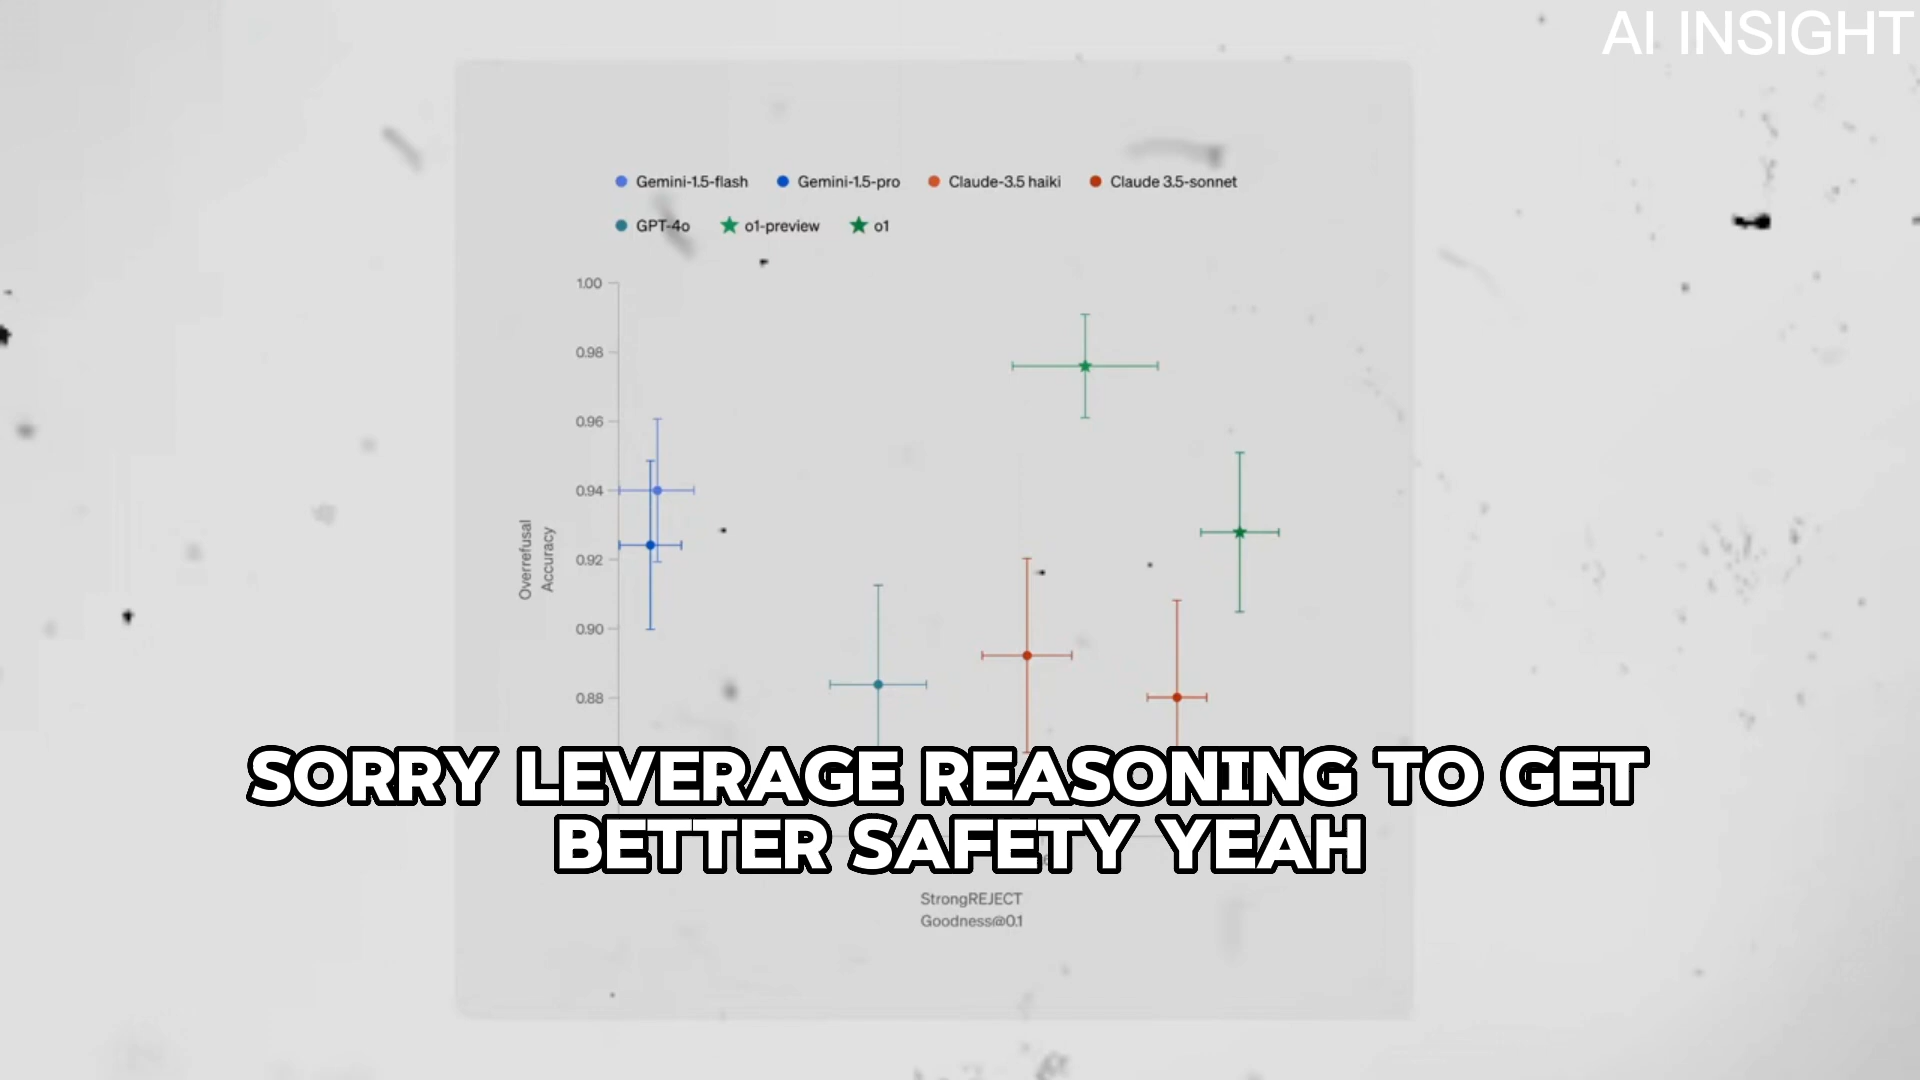 AI INSIGHT
Gemini-1.5-flash Gemini-1.5-pro Claude-3.5 haiki Claude 3.5-sonnet
GPT-4o o1-preview o1
1.00
0.98
0.96
0.94
0.92
0.90
0.88
Overrefusal
Accuracy
SORRY LEVERAGE REASONING TO GET
BETTER SAFETY YEAH
StrongREJECT
Goodness@0.1